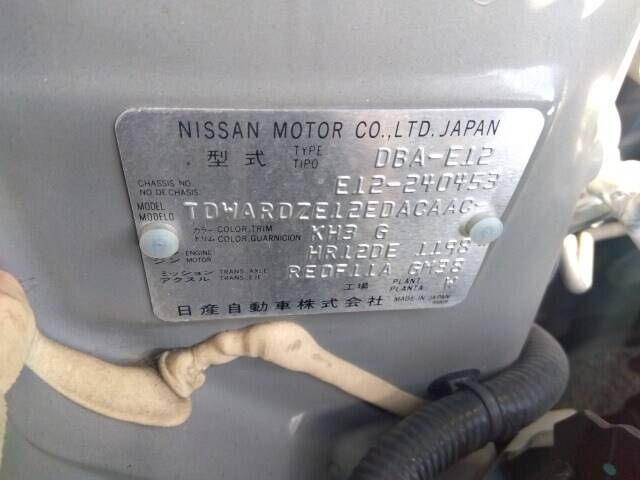 NISSAN MOTOR CO.,LTD. JAPAN
型式 TYPE TIPO DBA-E12
CHASSIS NO. NO.DE CHASIS E12-240453
MODEL MODELO TDWARDZE12EDACAAC-
カラー COLOR,TRIM トリム COLOR,GUARNICION KH3 G
エンジン ENGINE MOTOR HR12DE 1198
ミッション アクスル TRANS.AXLE TRANS.EJE RE0F11A GM38
工場 PLANT PLANTA W
日産自動車株式会社 MADE IN JAPAN